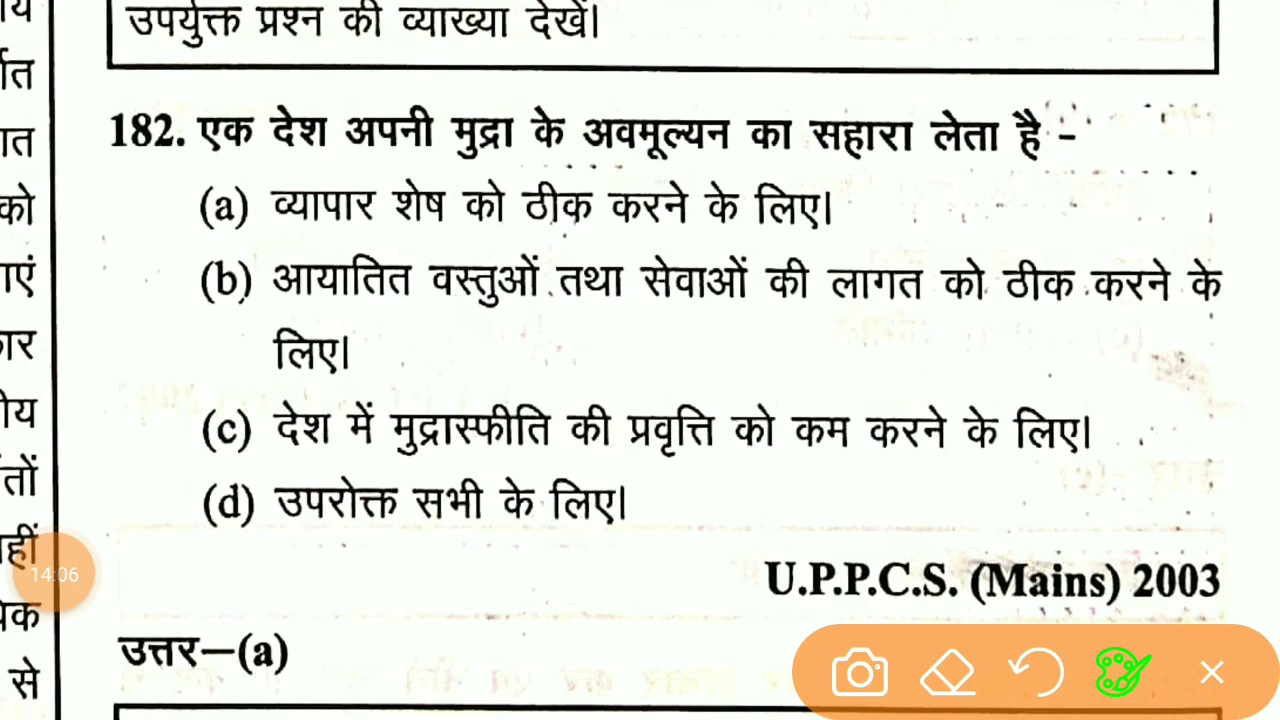 उपर्युक्त प्रश्न की व्याख्या देखें।
182. एक देश अपनी मुद्रा के अवमूल्यन का सहारा लेता है –
(a) व्यापार शेष को ठीक करने के लिए।
(b) आयातित वस्तुओं तथा सेवाओं की लागत को ठीक करने के
लिए।
(c) देश में मुद्रास्फीति की प्रवृत्ति को कम करने के लिए।
(d) उपरोक्त सभी के लिए।
U.P.P.C.S. (Mains) 2003
उत्तर–(a)
को
से
14:06